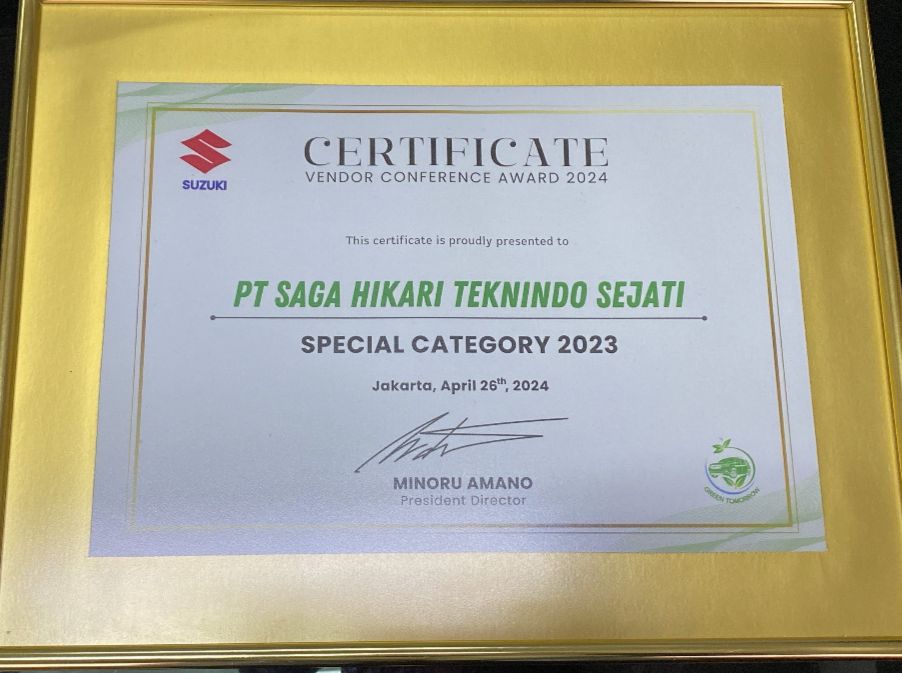 SUZUKI
CERTIFICATE
VENDOR CONFERENCE AWARD 2024
This certificate is proudly presented to
PT SAGA HIKARI TEKNINDO SEJATI
SPECIAL CATEGORY 2023
Jakarta, April 26th, 2024
MINORU AMANO
President Director
GREEN TOMORROW